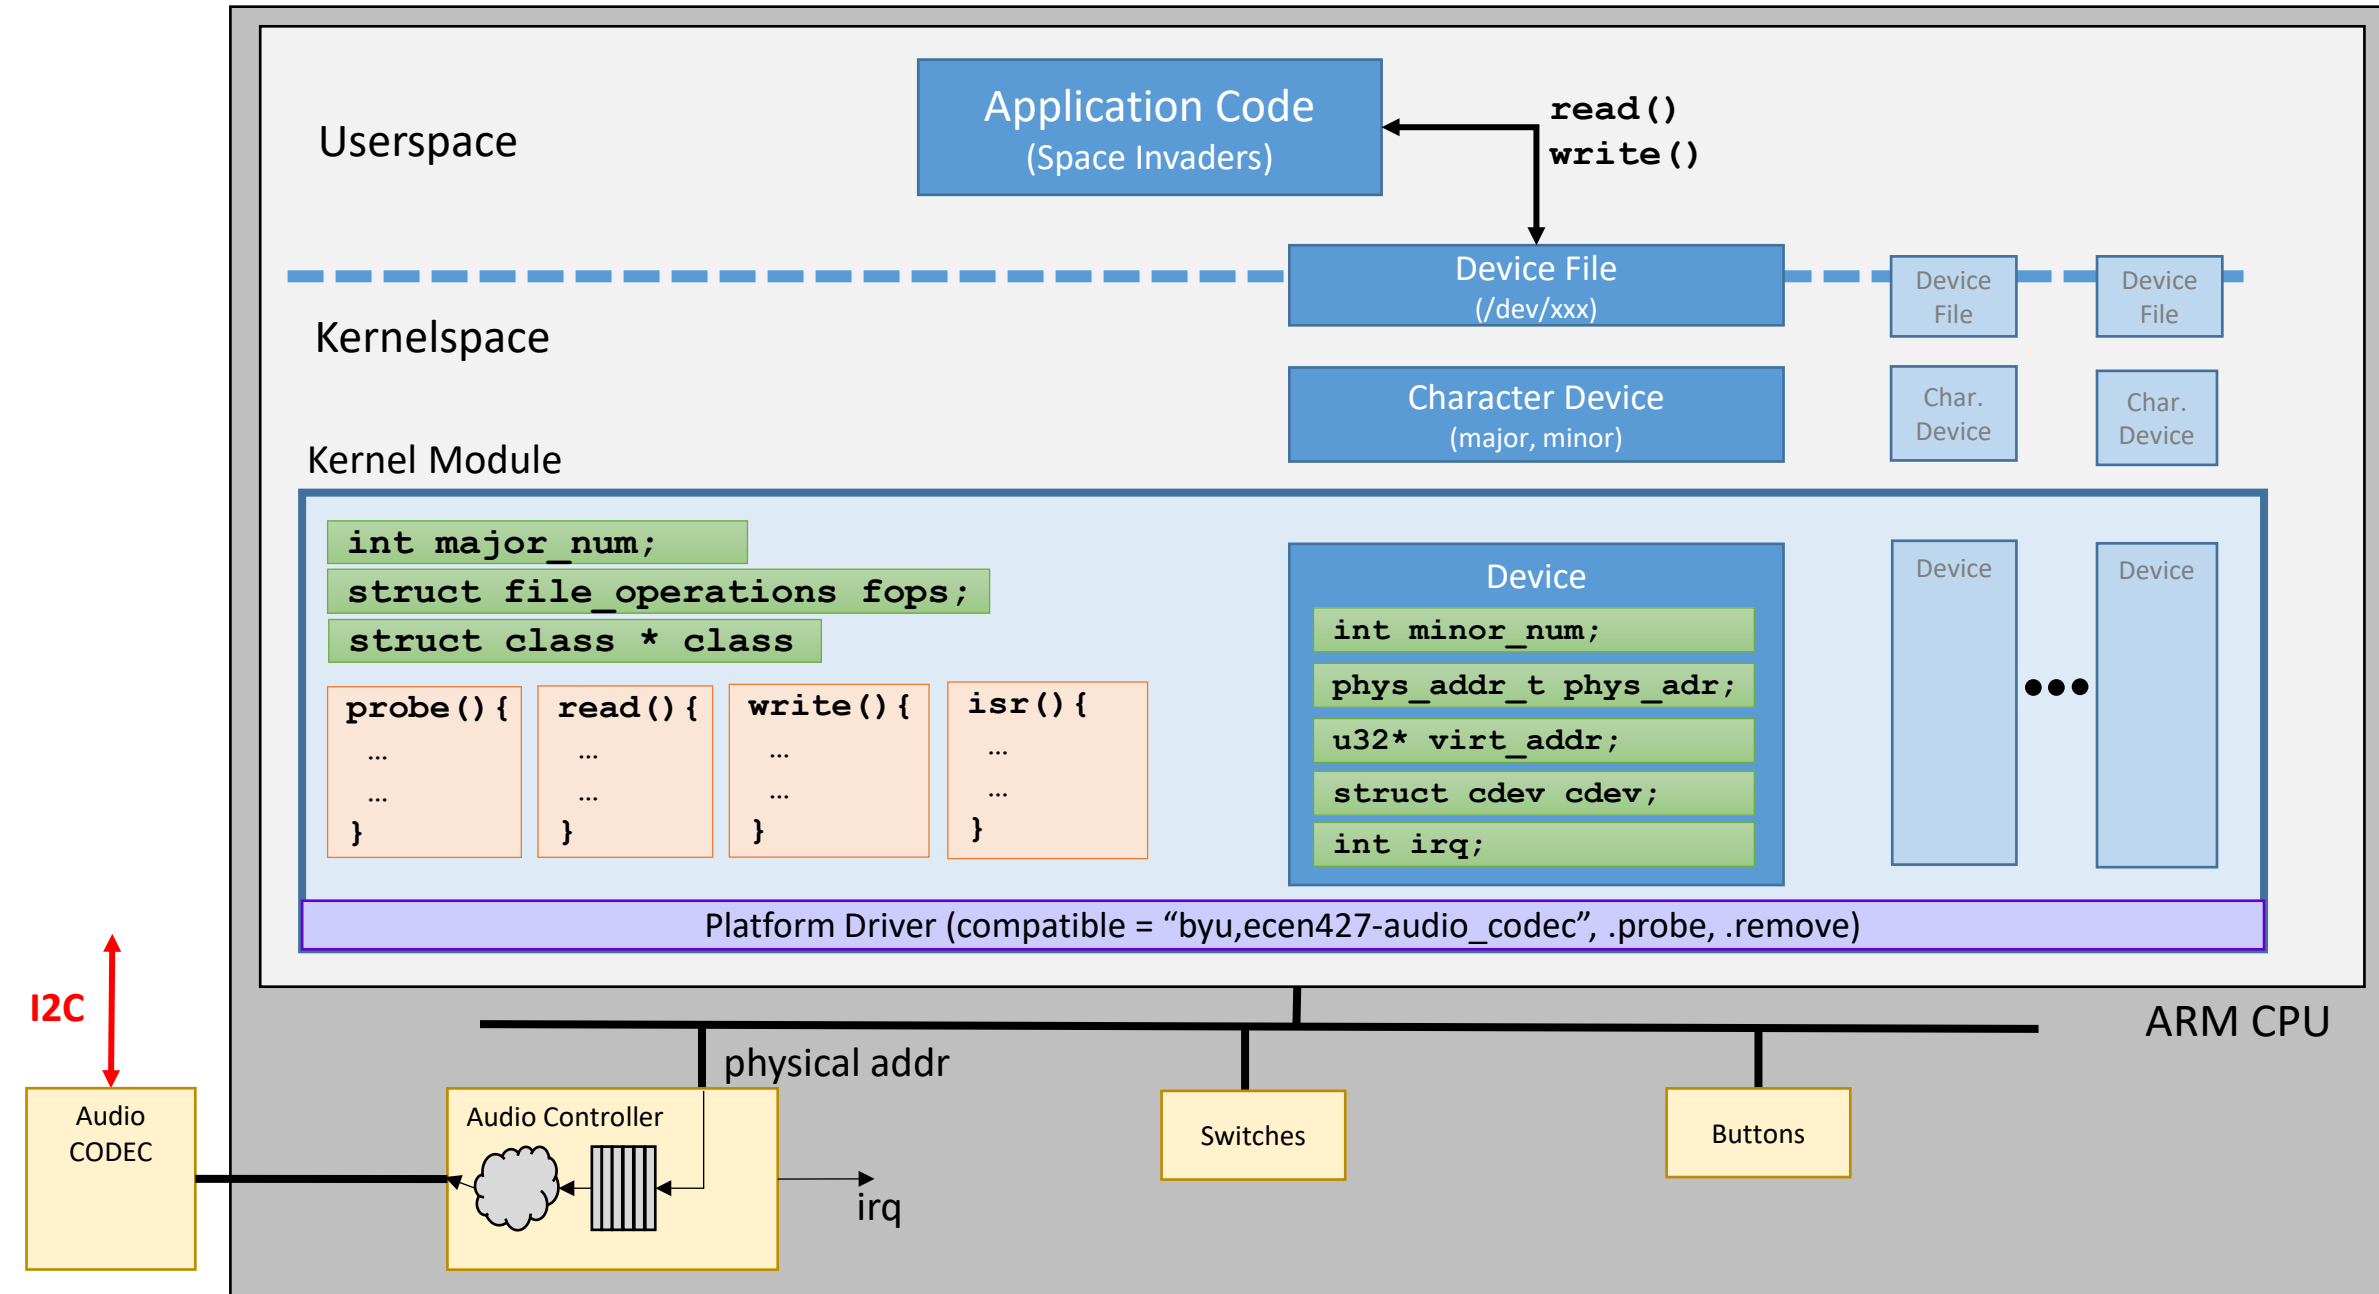 Application Code
(Space Invaders)
read()
write()
Userspace
Device File
(/dev/xxx)
Device
File
Device
File
Kernelspace
Character Device
(major, minor)
Char.
Device
Char.
Device
Kernel Module
int major_num;
struct file_operations fops;
struct class * class
probe(){
…
…
}
read(){
…
…
}
write(){
…
…
}
isr(){
…
…
}
Device
int minor_num;
phys_addr_t phys_adr;
u32* virt_addr;
struct cdev cdev;
int irq;
Device
•••
Device
Platform Driver (compatible = “byu,ecen427-audio_codec”, .probe, .remove)
I2C
ARM CPU
physical addr
Audio
CODEC
Audio Controller
irq
Switches
Buttons